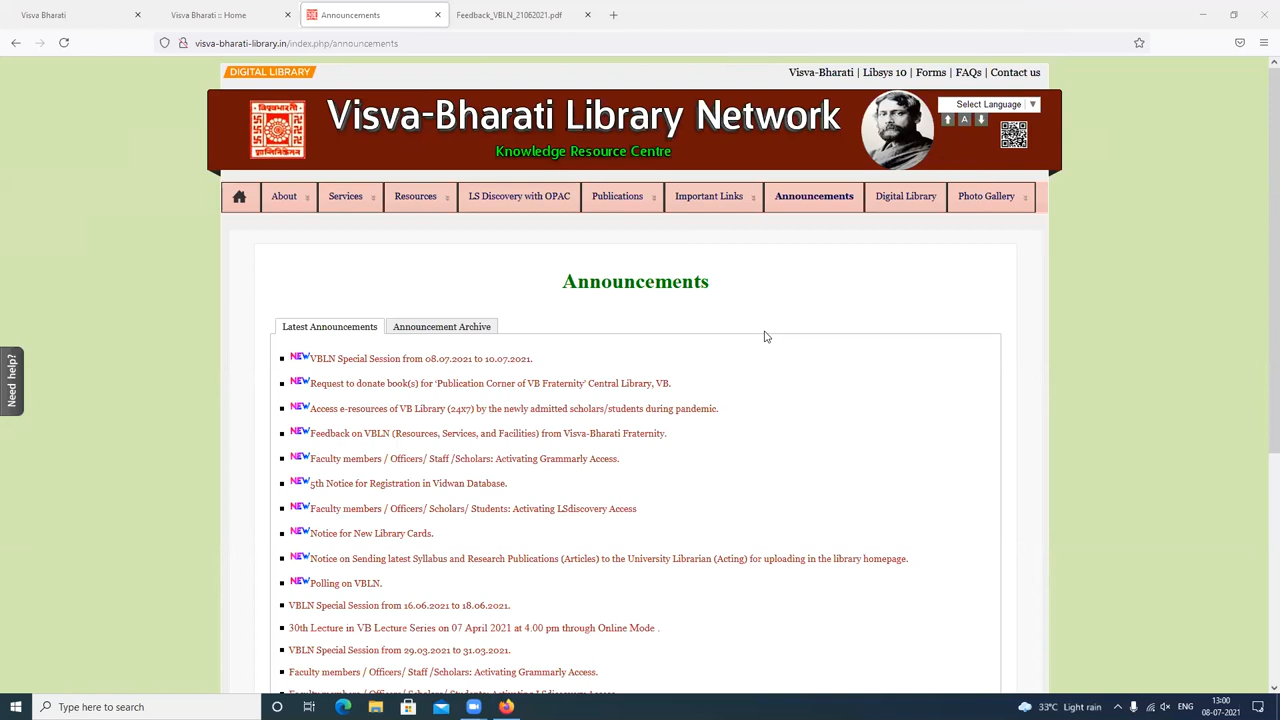 Visva Bharati
Visva Bharati :: Home
Announcements
Feedback_VBLN_21062021.pdf
visva-bharati-library.in/index.php/announcements
DIGITAL LIBRARY
Visva-Bharati | Libsys 10 | Forms | FAQs | Contact us
Visva-Bharati Library Network
Knowledge Resource Centre
Select Language
A
About
Services
Resources
LS Discovery with OPAC
Publications
Important Links
Announcements
Digital Library
Photo Gallery
Announcements
Latest Announcements
Announcement Archive
NEW VBLN Special Session from 08.07.2021 to 10.07.2021.
NEW Request to donate book(s) for ‘Publication Corner of VB Fraternity’ Central Library, VB.
NEW Access e-resources of VB Library (24x7) by the newly admitted scholars/students during pandemic.
NEW Feedback on VBLN (Resources, Services, and Facilities) from Visva-Bharati Fraternity.
NEW Faculty members / Officers/ Staff /Scholars: Activating Grammarly Access.
NEW 5th Notice for Registration in Vidwan Database.
NEW Faculty members / Officers/ Scholars/ Students: Activating LSdiscovery Access
NEW Notice for New Library Cards.
NEW Notice on Sending latest Syllabus and Research Publications (Articles) to the University Librarian (Acting) for uploading in the library homepage.
NEW Polling on VBLN.
VBLN Special Session from 16.06.2021 to 18.06.2021.
30th Lecture in VB Lecture Series on 07 April 2021 at 4.00 pm through Online Mode .
VBLN Special Session from 29.03.2021 to 31.03.2021.
Faculty members / Officers/ Staff /Scholars: Activating Grammarly Access.
Faculty members / Officers/ Scholars/ Students: Activating LSdiscovery Access
Need help?
Type here to search
33°C Light rain
13:00
08-07-2021